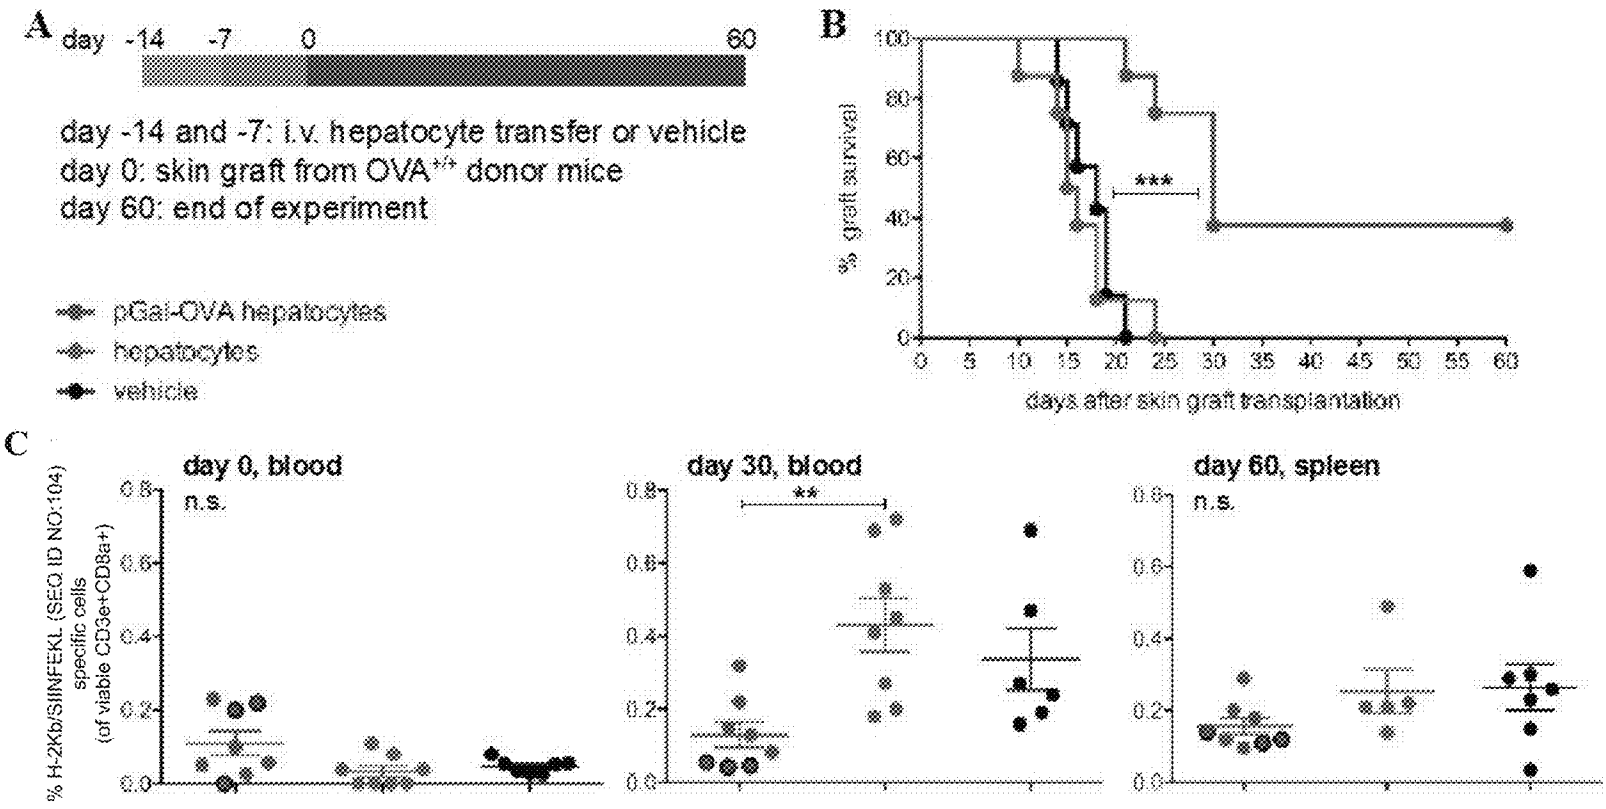 A
day -14 -7 0 60
day -14 and -7: i.v. hepatocyte transfer or vehicle
day 0: skin graft from OVA+/+ donor mice
day 60: end of experiment
pGal-OVA hepatocytes
hepatocytes
vehicle
B
% graft survival
100
80
60
40
20
0
***
0 5 10 15 20 25 30 35 40 45 50 55 60
days after skin graft transplantation
C
% H-2Kb/SIINFEKL (SEQ ID NO:104)
specific cells
(of viable CD3e+CD8a+)
day 0, blood
n.s.
0.8
0.6
0.4
0.2
0.0
day 30, blood
**
0.8
0.6
0.4
0.2
0.0
day 60, spleen
n.s.
0.8
0.6
0.4
0.2
0.0